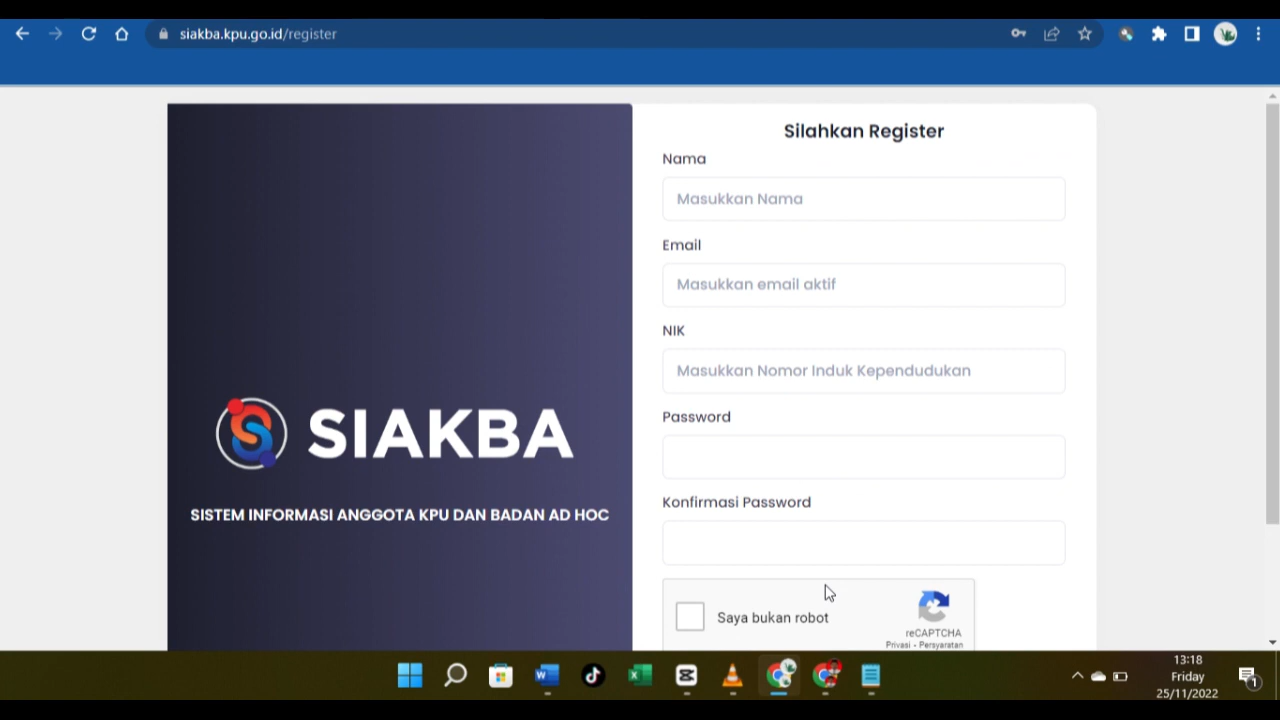 siakba.kpu.go.id/register
Silahkan Register
Nama
Masukkan Nama
Email
Masukkan email aktif
NIK
Masukkan Nomor Induk Kependudukan
Password
Konfirmasi Password
Saya bukan robot
reCAPTCHA
Privasi - Persyaratan
SIAKBA
SISTEM INFORMASI ANGGOTA KPU DAN BADAN AD HOC
13:18
Friday
25/11/2022
1